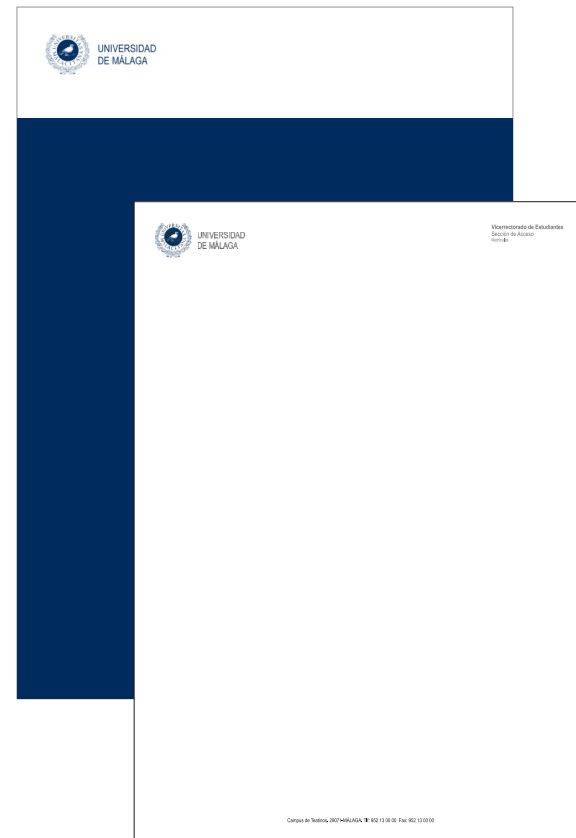 UNIVERSIDAD
DE MÁLAGA
UNIVERSIDAD
DE MÁLAGA
Vicerrectorado de Estudiantes
Sección de Acceso
Campus de Teatinos. 29071-MÁLAGA. Tlf: 952 13 00 00 Fax: 952 13 00 00